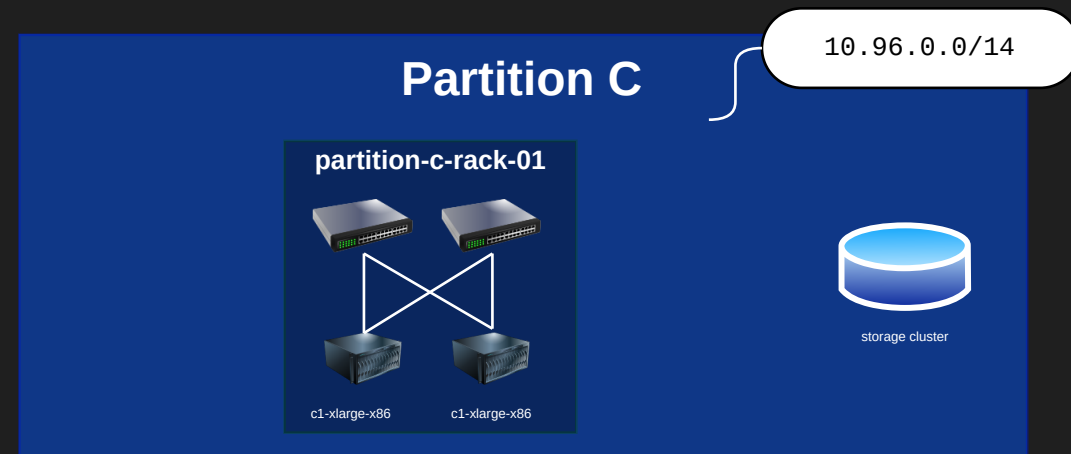 10.96.0.0/14
Partition C
partition-c-rack-01
storage cluster
c1-xlarge-x86
c1-xlarge-x86